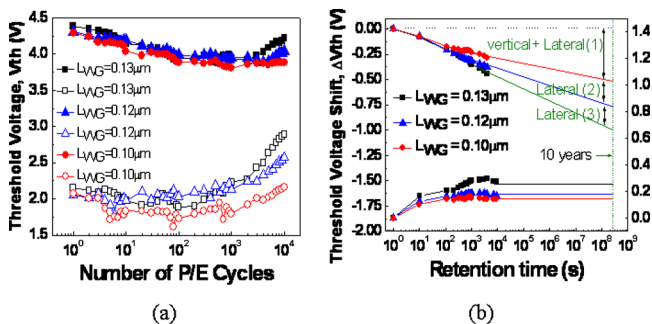 Threshold Voltage, Vth (V)
4.5
4.0
3.5
3.0
2.5
2.0
1.5
LWG=0.13μm
LWG=0.13μm
LWG=0.12μm
LWG=0.12μm
LWG=0.10μm
LWG=0.10μm
10^0 10^1 10^2 10^3 10^4
Number of P/E Cycles
(a)
Threshold Voltage Shift, ΔVth (V)
0.00
-0.25
-0.50
-0.75
-1.00
-1.25
-1.50
-1.75
-2.00
vertical+ Lateral (1)
Lateral (2)
Lateral (3)
10 years
LWG = 0.13μm
LWG = 0.12μm
LWG = 0.10μm
1.4
1.2
1.0
0.8
0.6
0.4
0.2
0.0
10^0 10^1 10^2 10^3 10^4 10^5 10^6 10^7 10^8 10^9
Retention time (s)
(b)